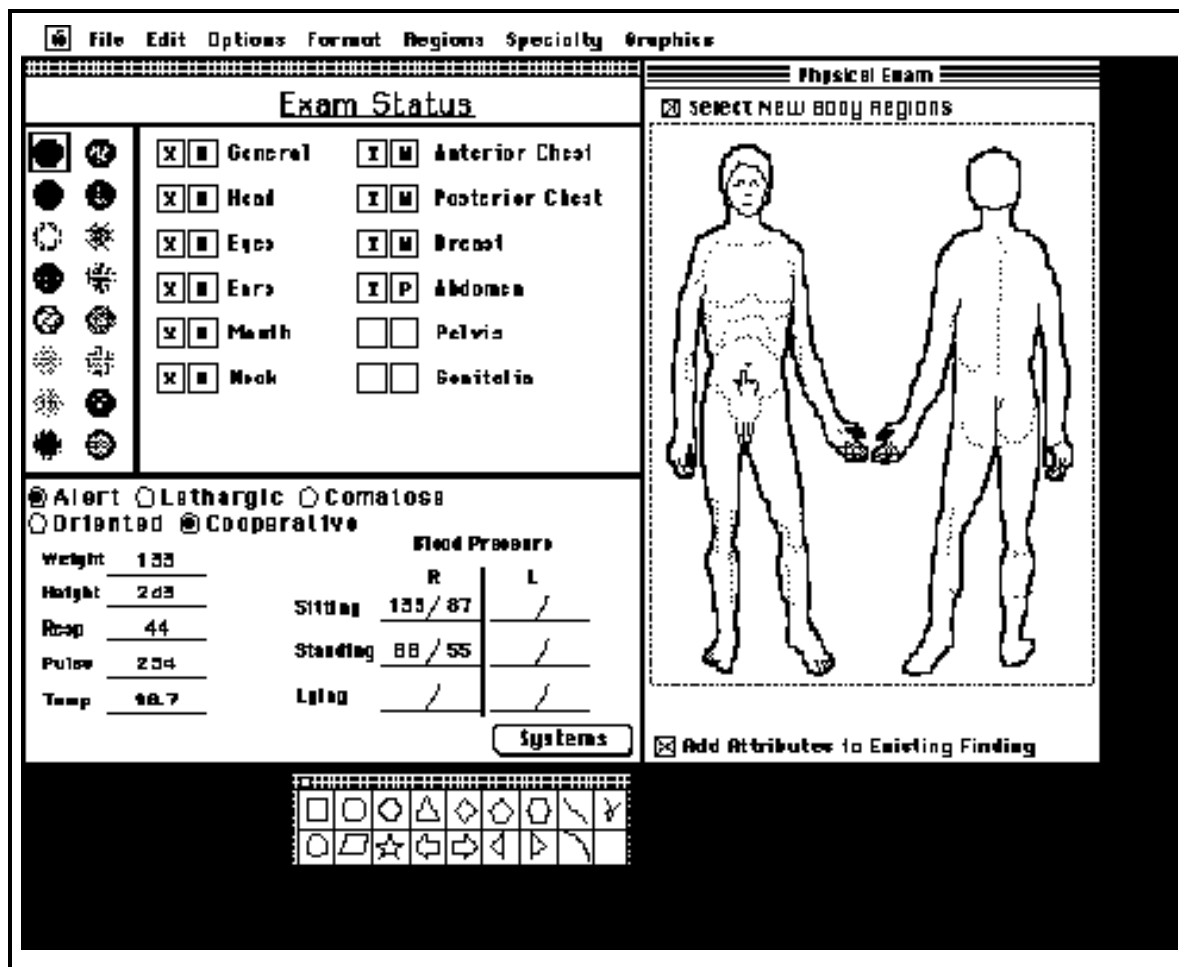 File Edit Options Format Regions Specialty Graphics
Exam Status
X N General I M Anterior Chest
X N Head I M Posterior Chest
X N Eyes I M Breast
X N Ears I P Abdomen
X N Mouth Pelvis
X N Neck Genitalia
Alert Lethargic Comatose
Oriented Cooperative
Blood Pressure
R L
Weight 133
Height
Resp 44
Pulse 234
Temp 98.7
Sitting 133/87 /
Standing 88/55 /
Lying / /
Systems
Physical Exam
Select New Body Regions
Add Attributes to Existing Finding